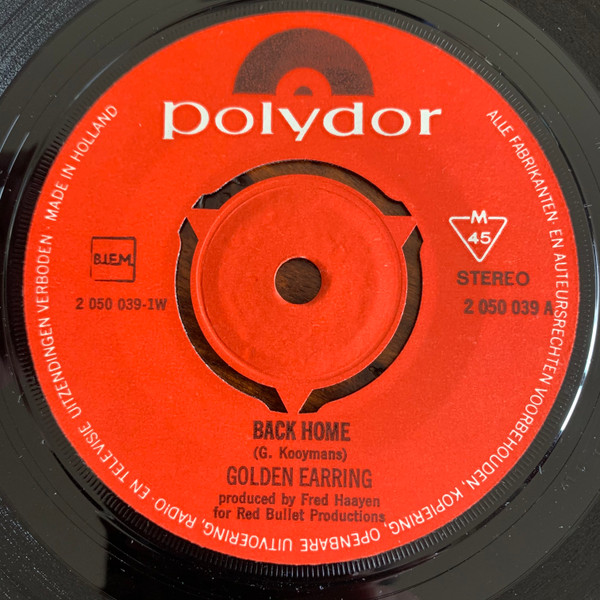 polydor
MADE IN HOLLAND
ALLE FABRIKANTEN- EN AUTEURSRECHTEN VOORBEHOUDEN. KOPIËRING, OPENBARE UITVOERING, RADIO- EN TELEVISIE UITZENDINGEN VERBODEN ·
B.I.E.M.
M
45
STEREO
2 050 039-1W
2 050 039 A
BACK HOME
(G. Kooymans)
GOLDEN EARRING
produced by Fred Haayen
for Red Bullet Productions